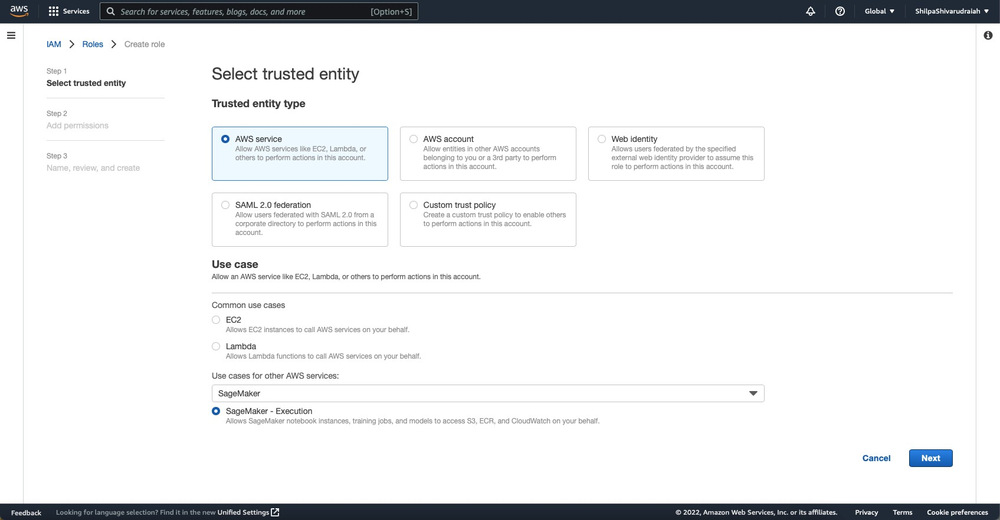 aws
Services
Search for services, features, blogs, docs, and more
[Option+S]
Global
ShilpaShivarudraiah
IAM
Roles
Create role
Step 1
Select trusted entity
Step 2
Add permissions
Step 3
Name, review, and create
Select trusted entity
Trusted entity type
AWS service
Allow AWS services like EC2, Lambda, or
others to perform actions in this account.
AWS account
Allow entities in other AWS accounts
belonging to you or a 3rd party to perform
actions in this account.
Web identity
Allows users federated by the specified
external web identity provider to assume this
role to perform actions in this account.
SAML 2.0 federation
Allow users federated with SAML 2.0 from a
corporate directory to perform actions in this
account.
Custom trust policy
Create a custom trust policy to enable others
to perform actions in this account.
Use case
Allow an AWS service like EC2, Lambda, or others to perform actions in this account.
Common use cases
EC2
Allows EC2 instances to call AWS services on your behalf.
Lambda
Allows Lambda functions to call AWS services on your behalf.
Use cases for other AWS services:
SageMaker
SageMaker - Execution
Allows SageMaker notebook instances, training jobs, and models to access S3, ECR, and CloudWatch on your behalf.
Cancel
Next
Feedback
Looking for language selection? Find it in the new Unified Settings
© 2022, Amazon Web Services, Inc. or its affiliates.
Privacy
Terms
Cookie preferences